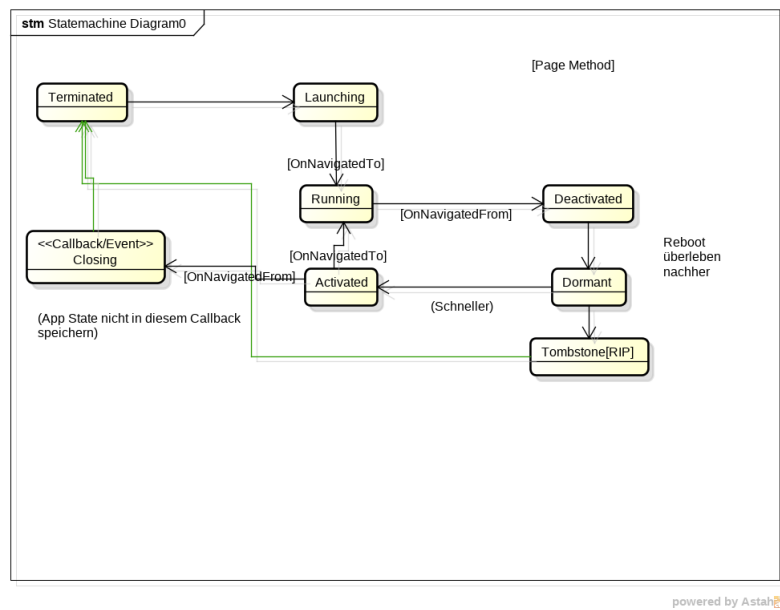 stm Statemachine Diagram0
[Page Method]
Terminated
Launching
[OnNavigatedTo]
Running
Deactivated
[OnNavigatedFrom]
<<Callback/Event>>
Closing
[OnNavigatedTo]
Reboot
überleben
nachher
[OnNavigatedFrom]
Activated
Dormant
(Schneller)
(App State nicht in diesem Callback
speichern)
Tombstone[RIP]
powered by Astah